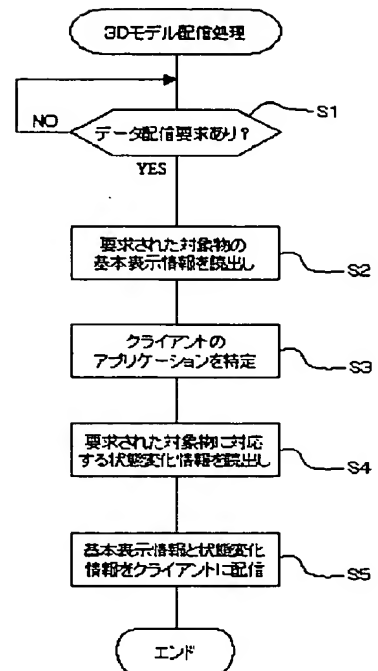 3Dモデル配信処理
データ配信要求あり?
S1
NO
YES
要求された対象物の
基本表示情報を読出し
S2
クライアントの
アプリケーションを特定
S3
要求された対象物に対応
する状態変化情報を読出し
S4
基本表示情報と状態変化
情報をクライアントに配信
S5
エンド